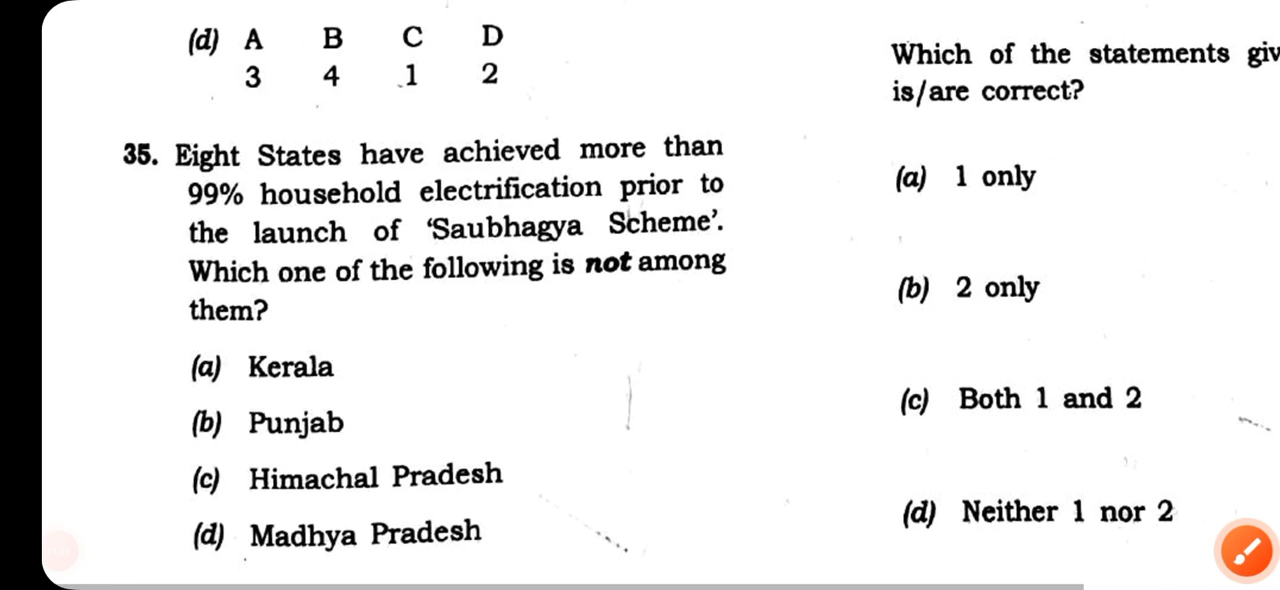 (d) A B C D
3 4 1 2
35. Eight States have achieved more than
99% household electrification prior to
the launch of ‘Saubhagya Scheme’.
Which one of the following is not among
them?
(a) Kerala
(b) Punjab
(c) Himachal Pradesh
(d) Madhya Pradesh
Which of the statements giv
is/are correct?
(a) 1 only
(b) 2 only
(c) Both 1 and 2
(d) Neither 1 nor 2